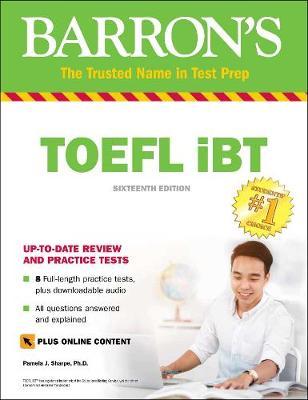 BARRON'S
The Trusted Name in Test Prep
TOEFL iBT
SIXTEENTH EDITION
STUDENTS'
#1
CHOICE
UP-TO-DATE REVIEW
AND PRACTICE TESTS
8 Full-length practice tests,
plus downloadable audio
All questions answered
and explained
PLUS ONLINE CONTENT
Pamela J. Sharpe, Ph.D.